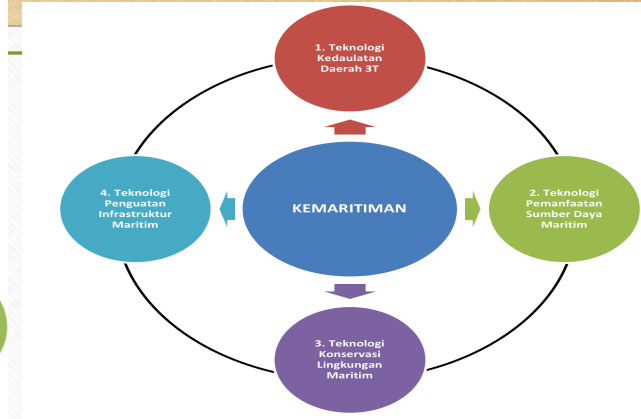 1. Teknologi
Kedaulatan
Daerah 3T
4. Teknologi
Penguatan
Infrastruktur
Maritim
KEMARITIMAN
2. Teknologi
Pemanfaatan
Sumber Daya
Maritim
3. Teknologi
Konservasi
Lingkungan
Maritim